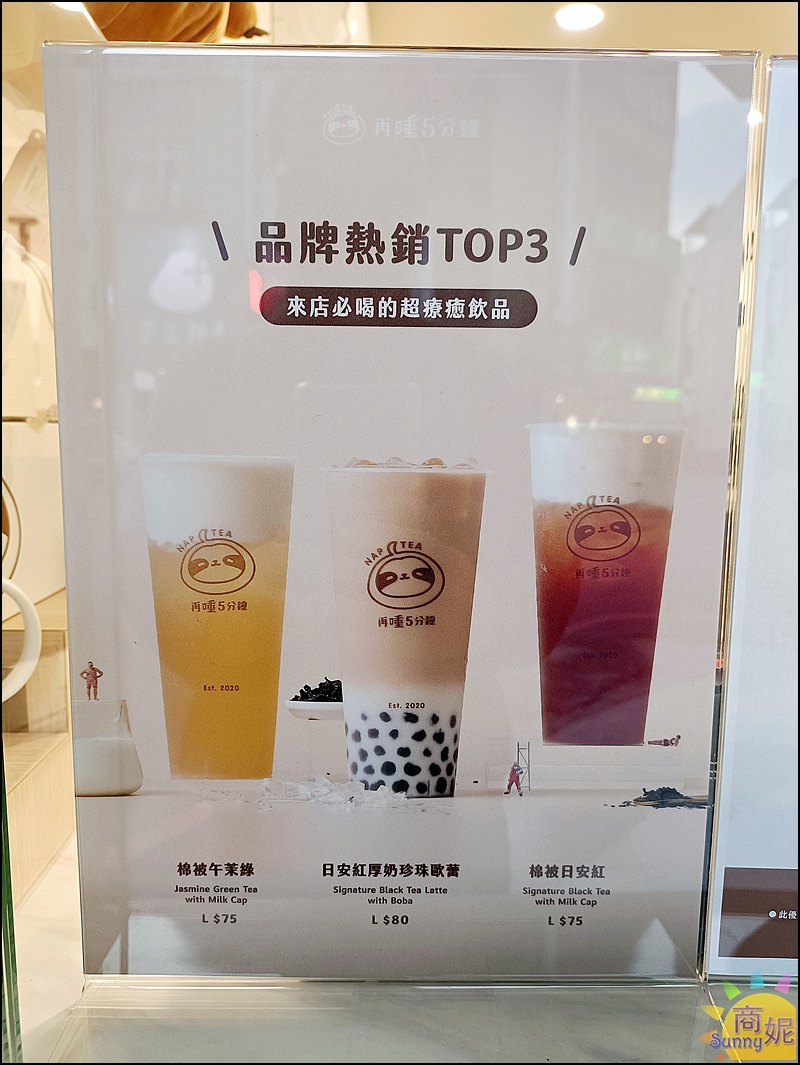 再睡5分鐘
\ 品牌熱銷TOP3 /
來店必喝的超療癒飲品
NAP TEA
再睡5分鐘
Est. 2020
NAP TEA
再睡5分鐘
Est. 2020
NAP TEA
再睡5分鐘
Est. 2020
棉被午茉綠
Jasmine Green Tea
with Milk Cap
L $75
日安紅厚奶珍珠歐蕾
Signature Black Tea Latte
with Boba
L $80
棉被日安紅
Signature Black Tea
with Milk Cap
L $75
此優
商妮
Sunny